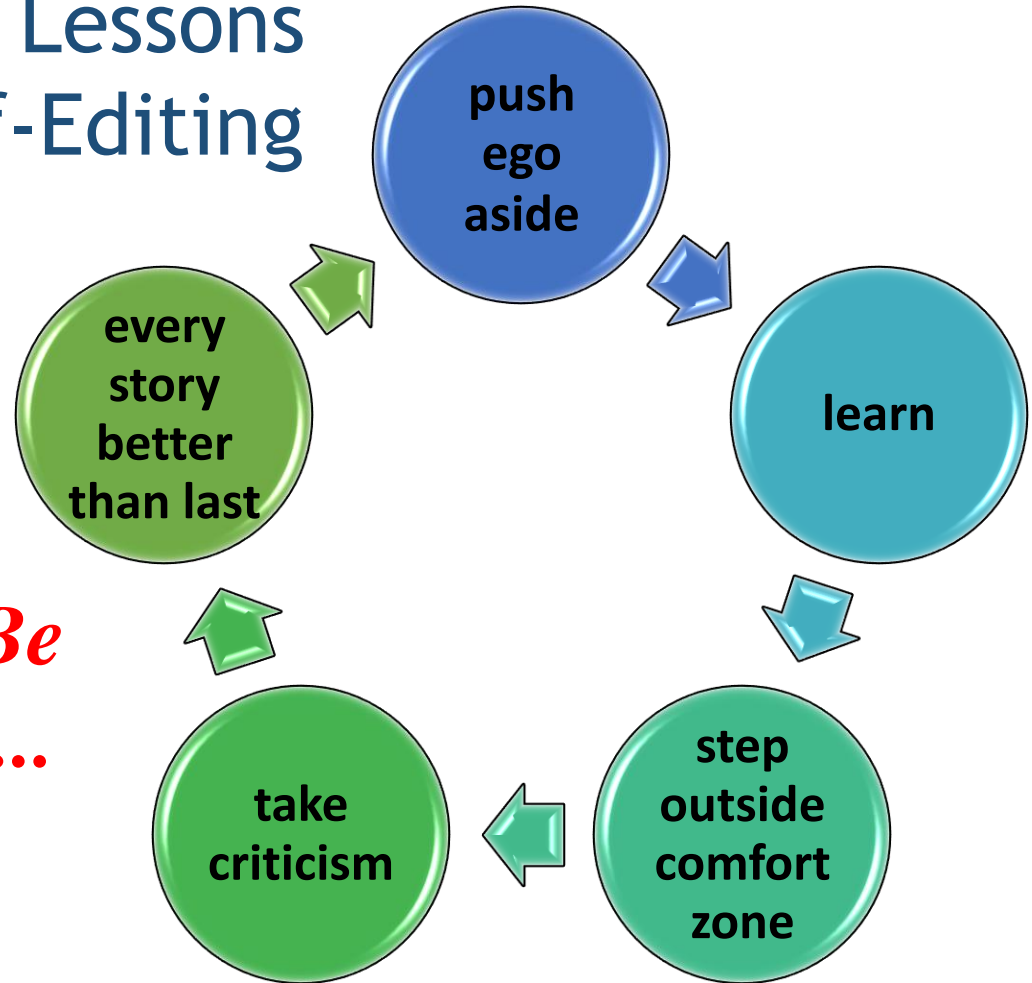 Lessons
f-Editing
push
ego
aside
learn
step
outside
comfort
zone
take
criticism
every
story
better
than last
Be
...